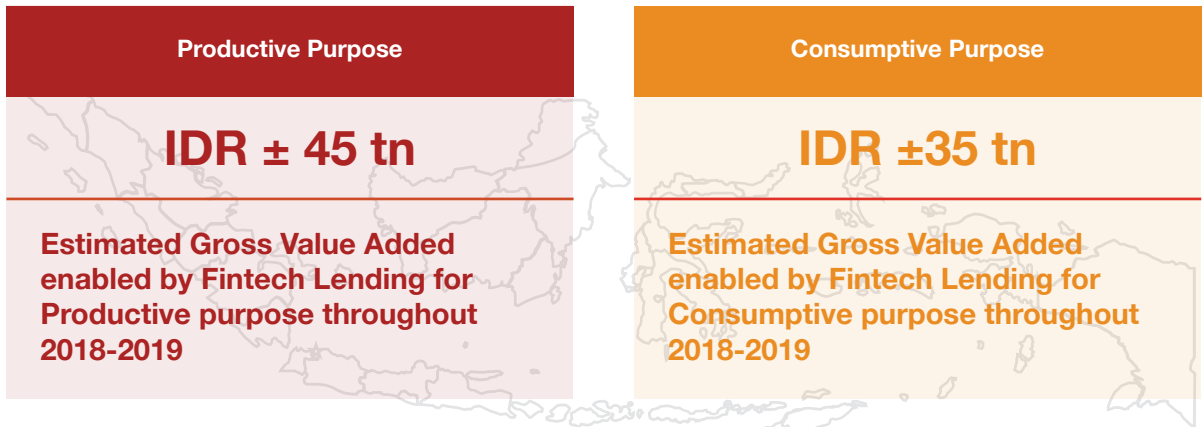 Productive Purpose
IDR ± 45 tn
Estimated Gross Value Added
enabled by Fintech Lending for
Productive purpose throughout
2018-2019
Consumptive Purpose
IDR ±35 tn
Estimated Gross Value Added
enabled by Fintech Lending for
Consumptive purpose throughout
2018-2019